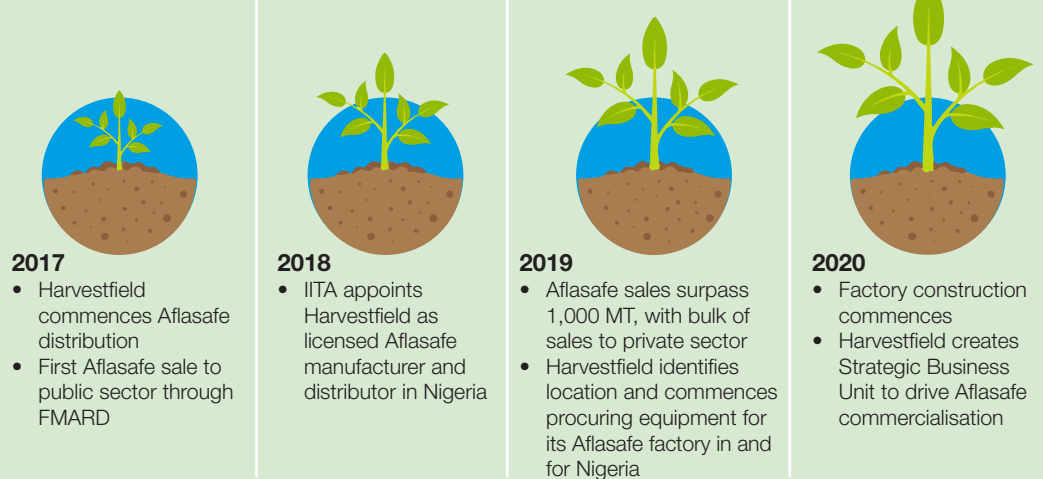 2017
• Harvestfield
commences Aflasafe
distribution
• First Aflasafe sale to
public sector through
FMARD
2018
• IITA appoints
Harvestfield as
licensed Aflasafe
manufacturer and
distributor in Nigeria
2019
• Aflasafe sales surpass
1,000 MT, with bulk of
sales to private sector
• Harvestfield identifies
location and commences
procuring equipment for
its Aflasafe factory in and
for Nigeria
2020
• Factory construction
commences
• Harvestfield creates
Strategic Business
Unit to drive Aflasafe
commercialisation